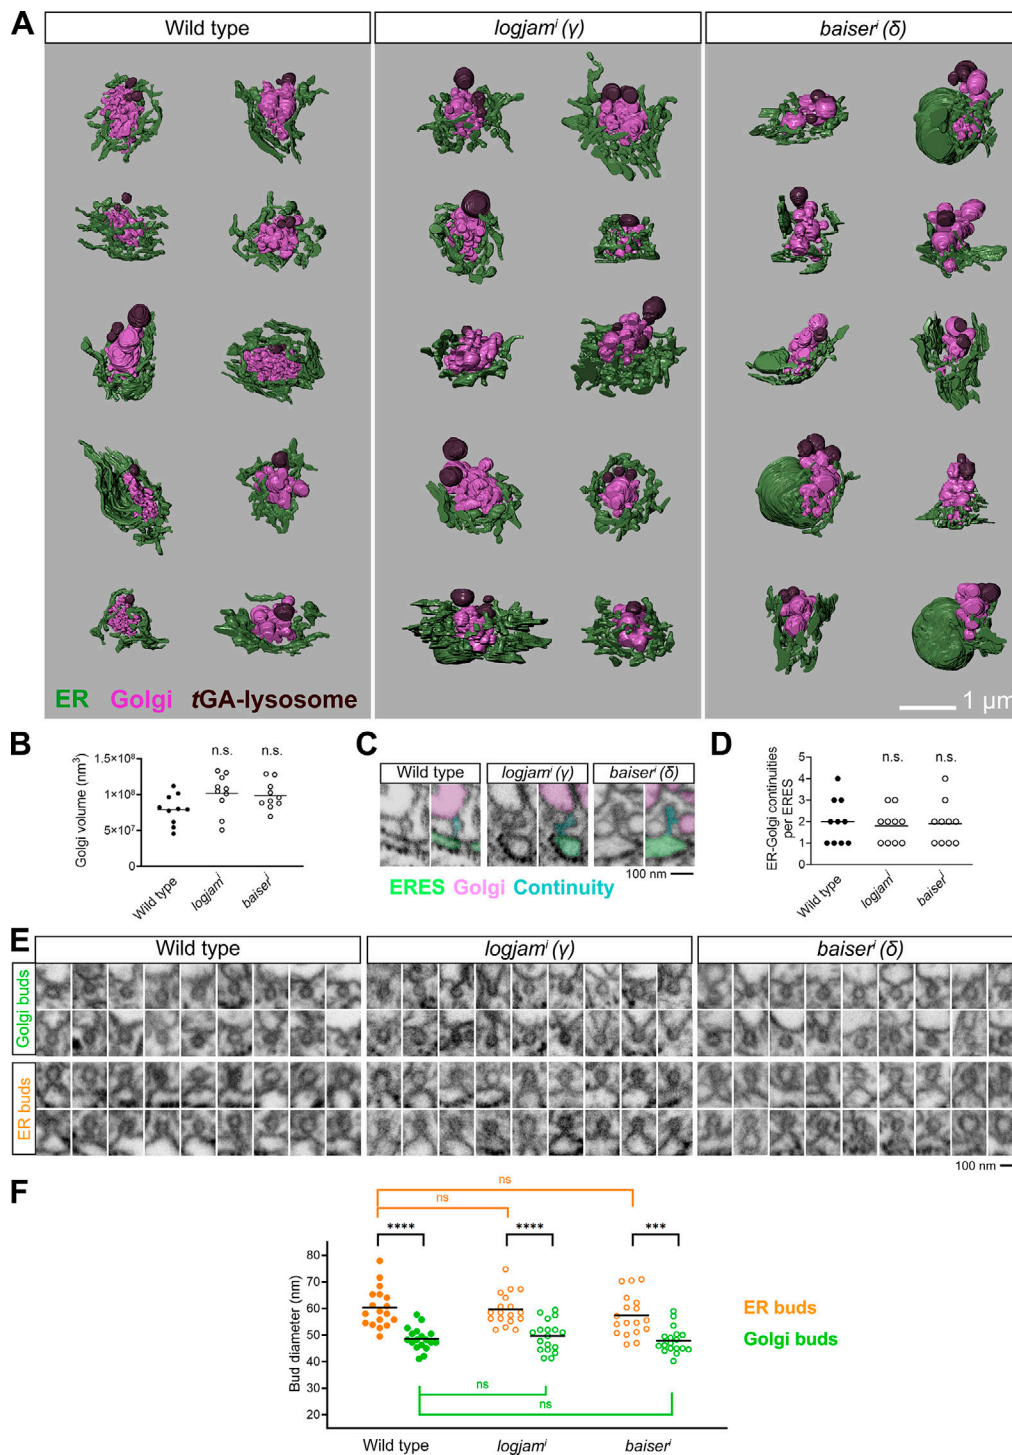 A
Wild type
logjamⁱ (γ)
baiserⁱ (δ)
ER Golgi tGA-lysosome
1 µm
B
Golgi volume (nm³)
1.5×10⁸
1×10⁸
5×10⁷
0
n.s.
n.s.
Wild type
logjamⁱ
baiserⁱ
C
Wild type
logjamⁱ (γ)
baiserⁱ (δ)
ERES Golgi Continuity
100 nm
D
ER-Golgi continuities
per ERES
5
4
3
2
1
0
n.s.
n.s.
Wild type
logjamⁱ
baiserⁱ
E
Wild type
logjamⁱ (γ)
baiserⁱ (δ)
Golgi buds
ER buds
100 nm
F
ns
ns
****
****
***
Bud diameter (nm)
80
70
60
50
40
30
20
ER buds
Golgi buds
ns
ns
Wild type
logjamⁱ
baiserⁱ